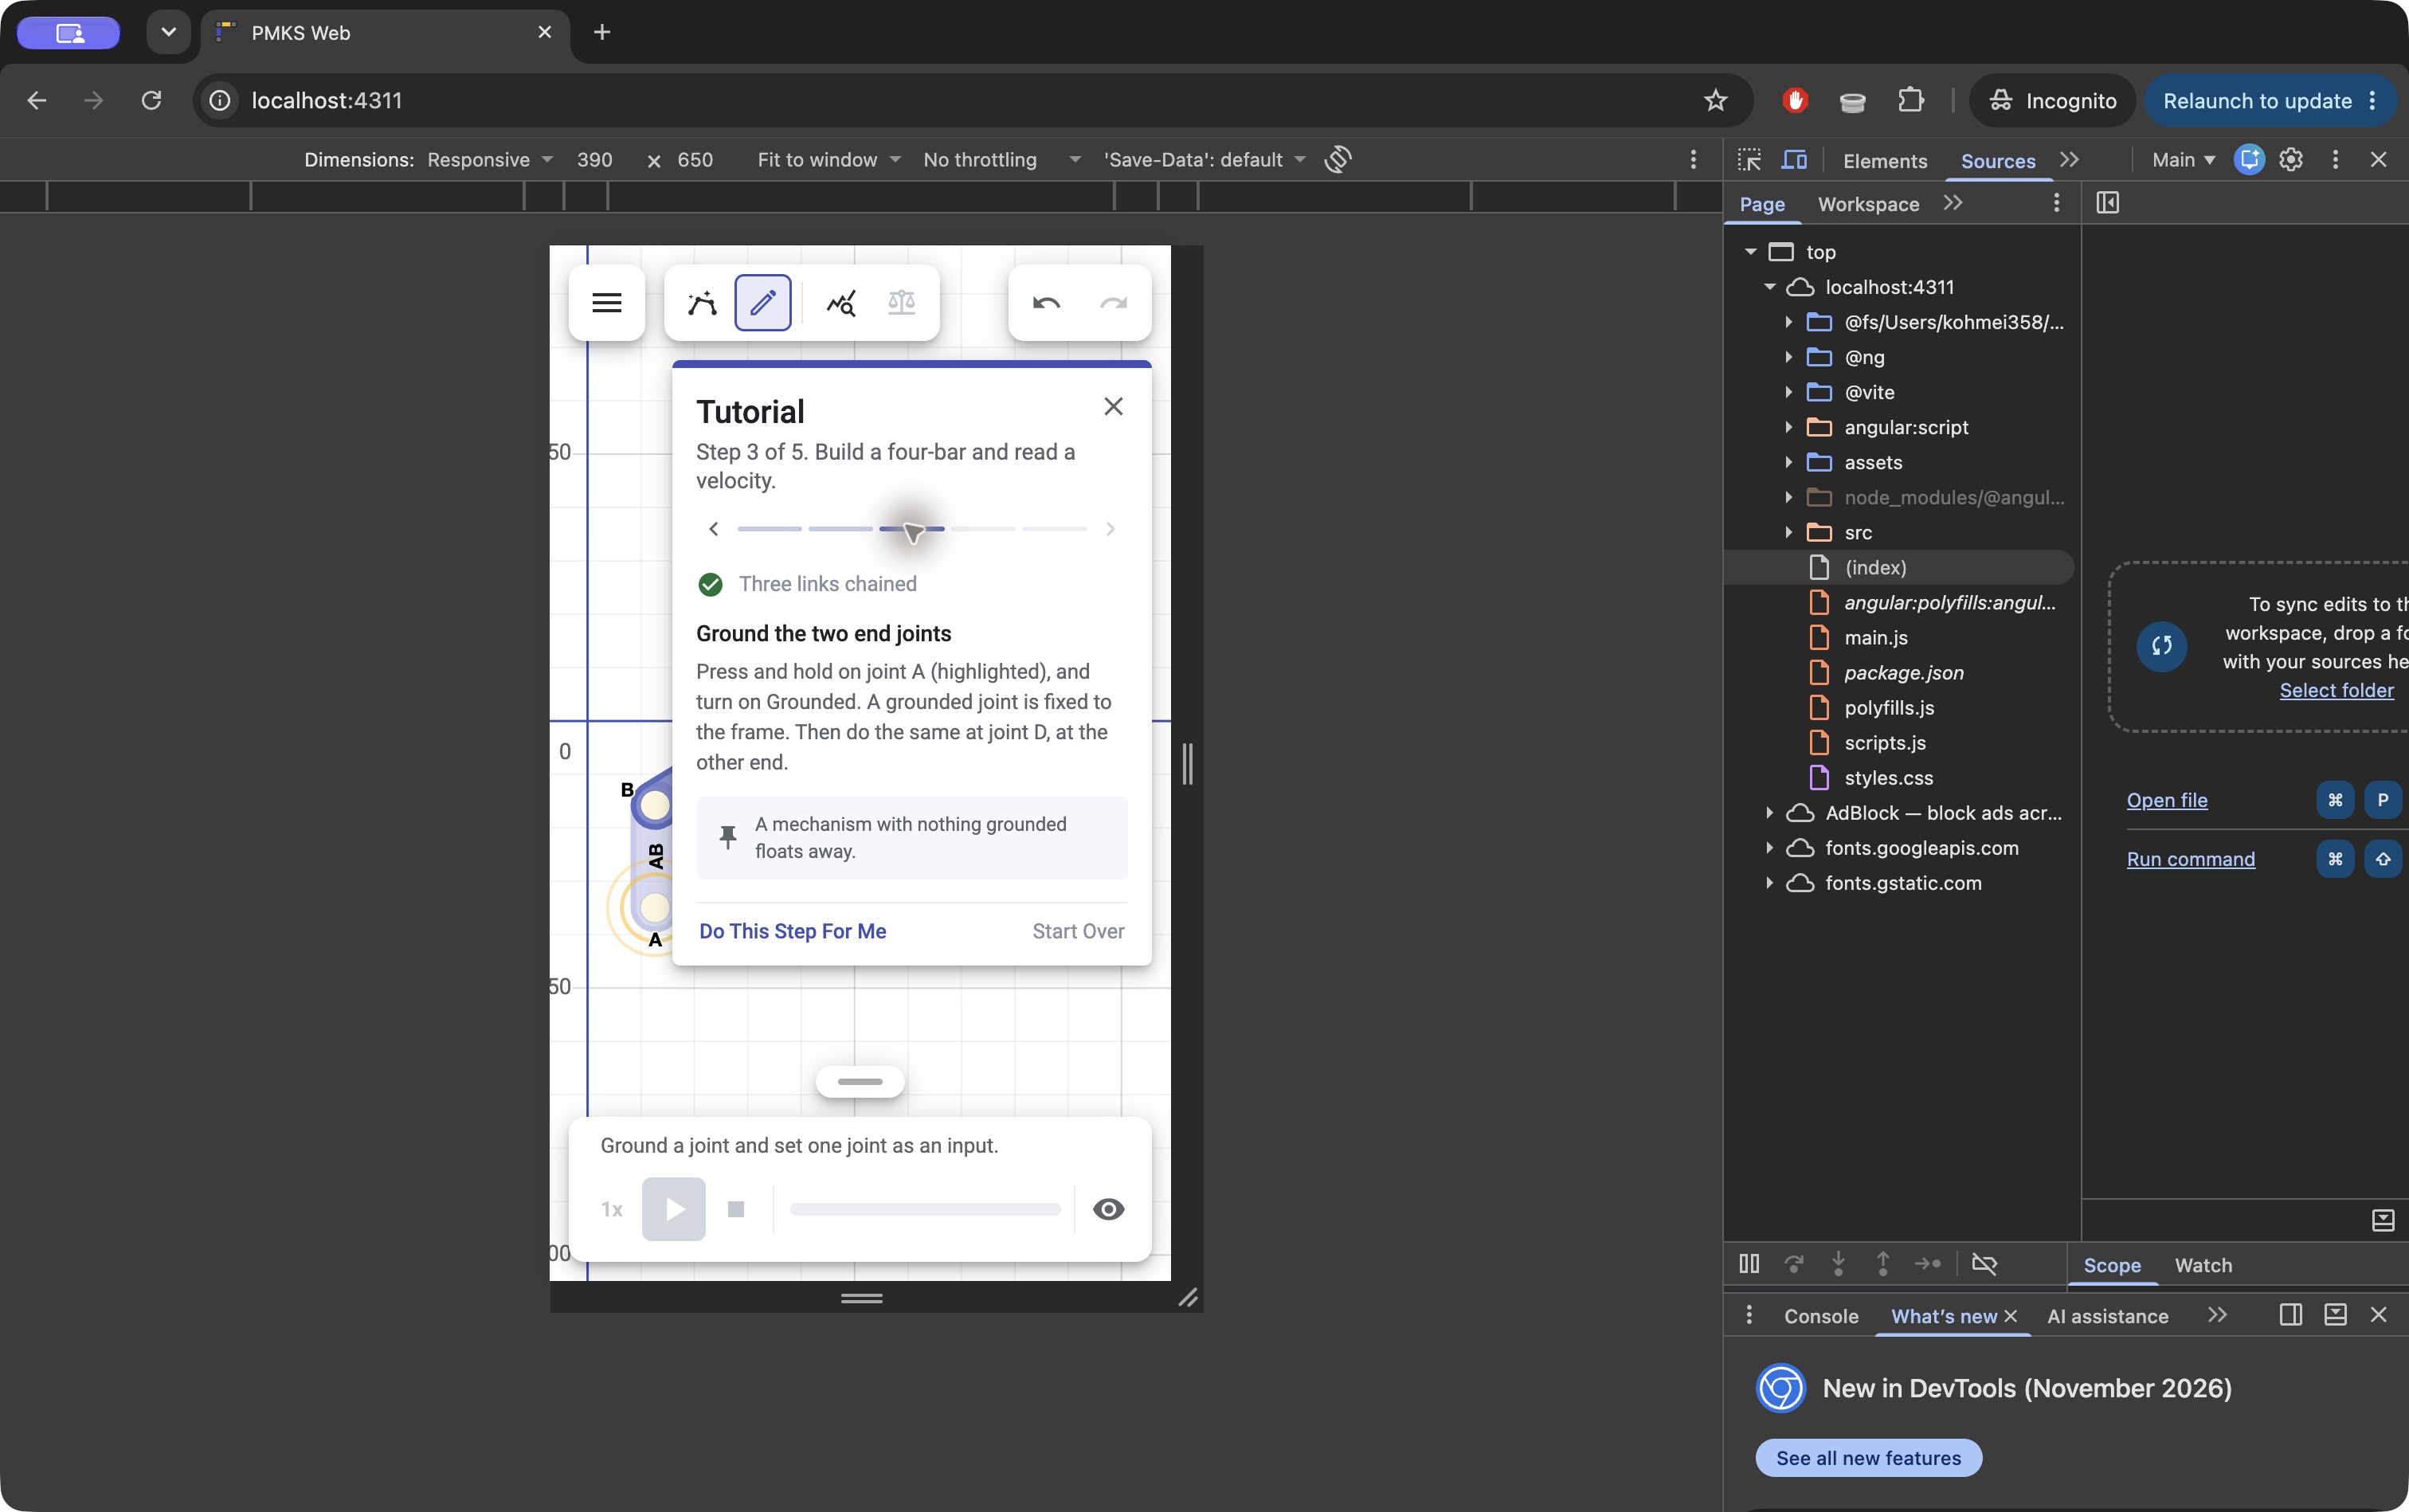 PMKS Web
localhost:4311
Incognito
Relaunch to update
Dimensions: Responsive 390 × 650 Fit to window No throttling 'Save-Data': default
Elements Sources Main
Page Workspace
top
localhost:4311
@fs/Users/kohmei358/...
@ng
@vite
angular:script
assets
node_modules/@angul...
src
(index)
angular:polyfills:angul...
main.js
package.json
polyfills.js
scripts.js
styles.css
AdBlock — block ads acr...
fonts.googleapis.com
fonts.gstatic.com
To sync edits to th
workspace, drop a fo
with your sources he
Select folder
Open file ⌘ P
Run command ⌘ ⇧
Scope Watch
Console What's new AI assistance
New in DevTools (November 2026)
See all new features
50
0
50
00
B
AB
A
Tutorial
Step 3 of 5. Build a four-bar and read a
velocity.
Three links chained
Ground the two end joints
Press and hold on joint A (highlighted), and
turn on Grounded. A grounded joint is fixed to
the frame. Then do the same at joint D, at the
other end.
A mechanism with nothing grounded
floats away.
Do This Step For Me Start Over
Ground a joint and set one joint as an input.
1x